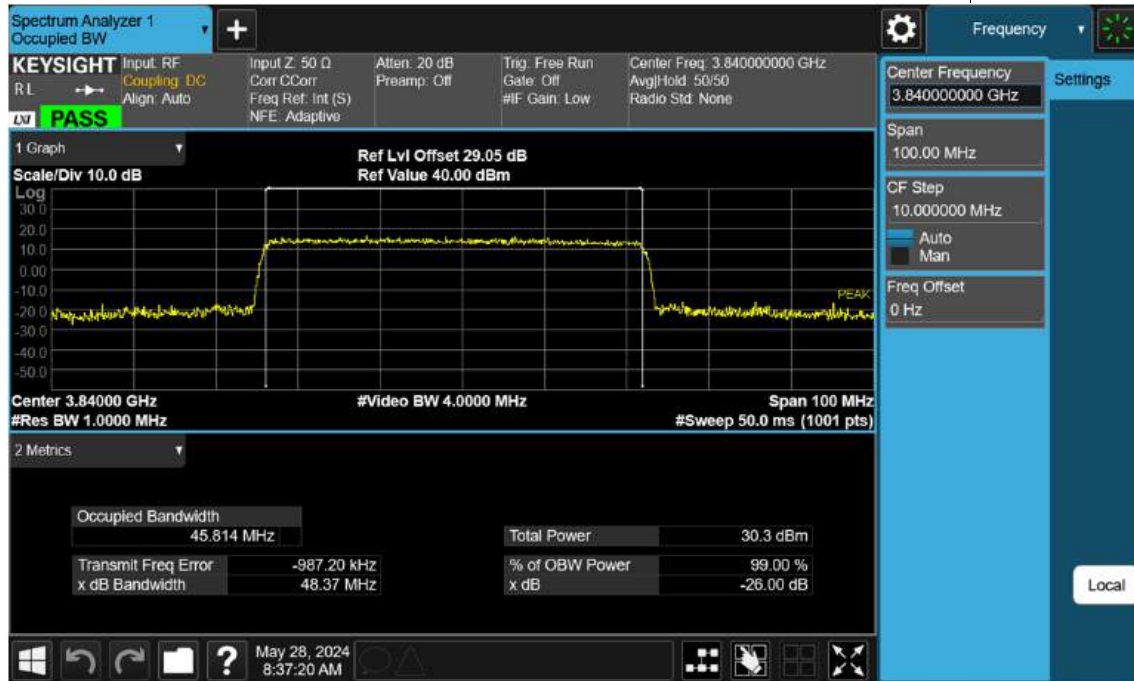 Spectrum Analyzer 1
Occupied BW
+
Frequency
KEYSIGHT
RL
LXI PASS
Input: RF
Coupling: DC
Align: Auto
Input Z: 50 Ω
Corr CCorr
Freq Ref: Int (S)
NFE: Adaptive
Atten: 20 dB
Preamp: Off
Trig: Free Run
Gate: Off
#IF Gain: Low
Center Freq: 3.840000000 GHz
Avg|Hold: 50/50
Radio Std: None
Center Frequency
3.840000000 GHz
Settings
Span
100.00 MHz
CF Step
10.000000 MHz
Auto
Man
Freq Offset
0 Hz
1 Graph
Scale/Div 10.0 dB
Ref Lvl Offset 29.05 dB
Ref Value 40.00 dBm
Log
30.0
20.0
10.0
0.00
-10.0
-20.0
-30.0
-40.0
-50.0
PEAK
Center 3.84000 GHz
#Res BW 1.0000 MHz
#Video BW 4.0000 MHz
Span 100 MHz
#Sweep 50.0 ms (1001 pts)
2 Metrics
Occupied Bandwidth
45.814 MHz
Total Power 30.3 dBm
Transmit Freq Error -987.20 kHz
% of OBW Power 99.00 %
x dB Bandwidth 48.37 MHz
x dB -26.00 dB
Local
?
May 28, 2024
8:37:20 AM